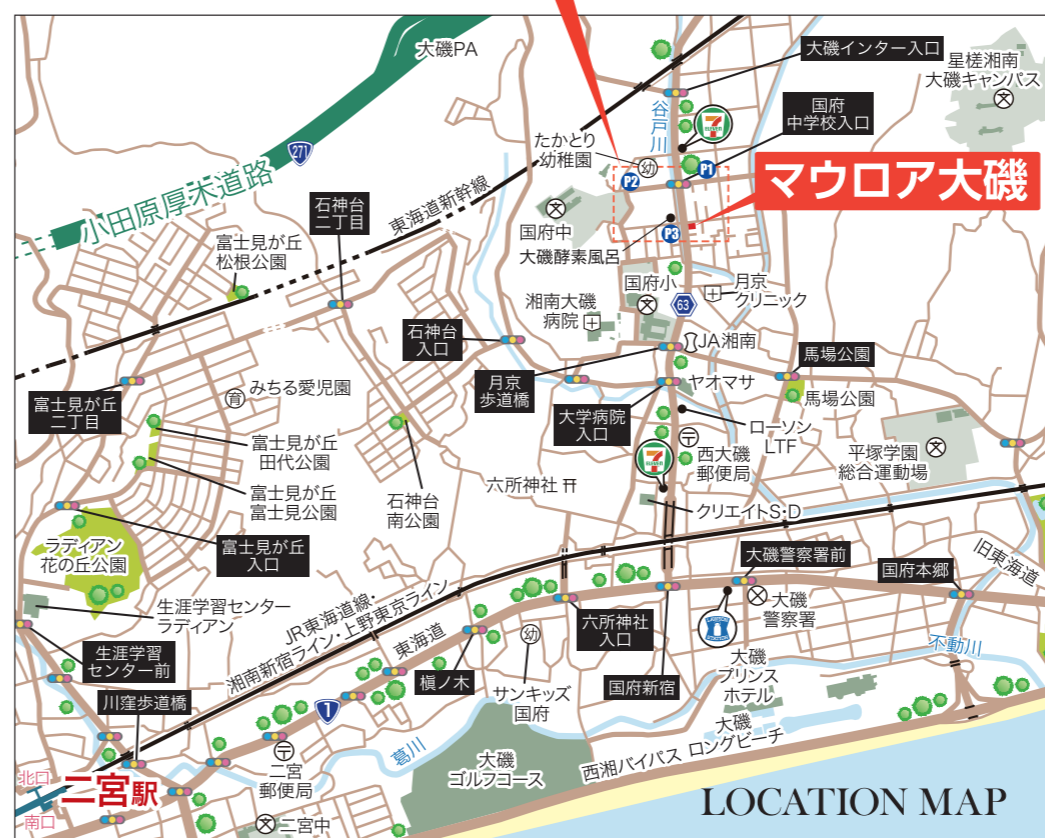 大磯PA
大磯インター入口
星槎湘南
大磯キャンパス
谷戸川
7
ELEVEN
国府
中学校入口
271
たかとり
幼稚園
幼
P1
P2
マウロア大磯
小田原厚木道路
東海道新幹線
石神台
二丁目
文
国府中
P3
大磯酵素風呂
富士見が丘
松根公園
国府小
文
月京
クリニック
湘南大磯
病院
63
石神台
入口
JA湘南
月京
歩道橋
ヤオマサ
馬場公園
馬場公園
富士見が丘
二丁目
育
みちる愛児園
大学病院
入口
ローソン
LTF
富士見が丘
田代公園
西大磯
郵便局
平塚学園
総合運動場
文
7
ELEVEN
富士見が丘
富士見公園
石神台
南公園
六所神社
クリエイトS・D
富士見が丘
入口
ラディアン
花の丘公園
大磯警察署前
国府本郷
旧東海道
生涯学習センター
ラディアン
JR東海道線・
湘南新宿ライン・上野東京ライン
東海道
六所神社
入口
大磯
警察署
不動川
生涯学習
センター前
槇ノ木
幼
サンキッズ
国府
国府新宿
大磯
プリンス
ホテル
川窪歩道橋
1
葛川
大磯
ロングビーチ
西湘バイパス
大磯
ゴルフコース
二宮
郵便局
北口
二宮駅
南口
文
二宮中
LOCATION MAP